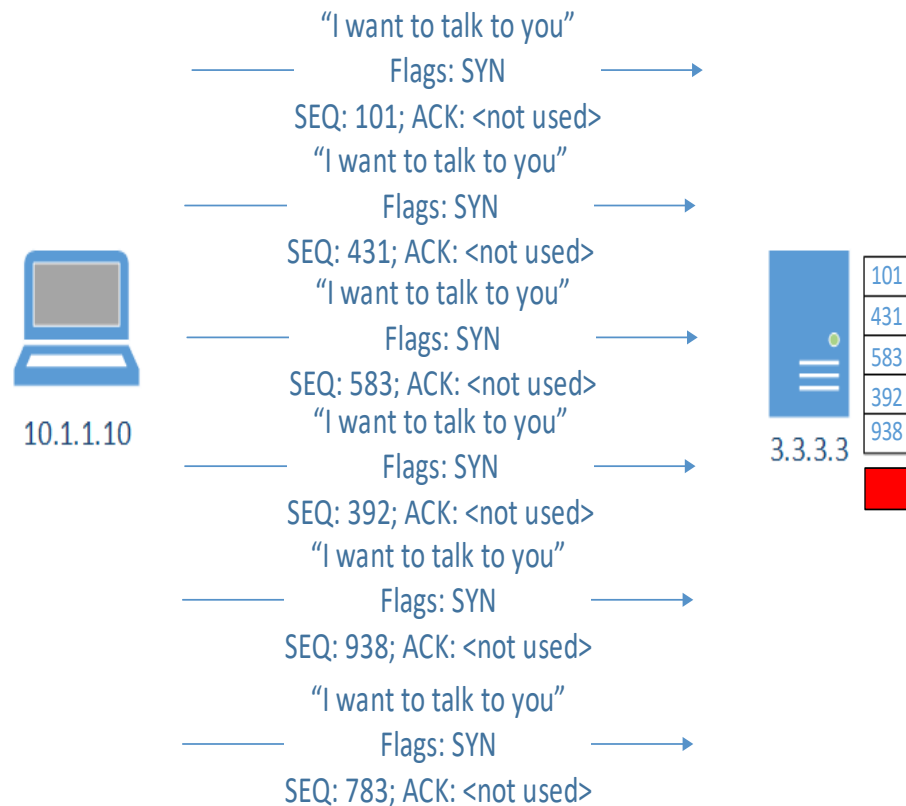 “I want to talk to you”
Flags: SYN
SEQ: 101; ACK: <not used>
“I want to talk to you”
Flags: SYN
SEQ: 431; ACK: <not used>
“I want to talk to you”
Flags: SYN
SEQ: 583; ACK: <not used>
“I want to talk to you”
Flags: SYN
SEQ: 392; ACK: <not used>
“I want to talk to you”
Flags: SYN
SEQ: 938; ACK: <not used>
“I want to talk to you”
Flags: SYN
SEQ: 783; ACK: <not used>
10.1.1.10
3.3.3.3
101
431
583
392
938